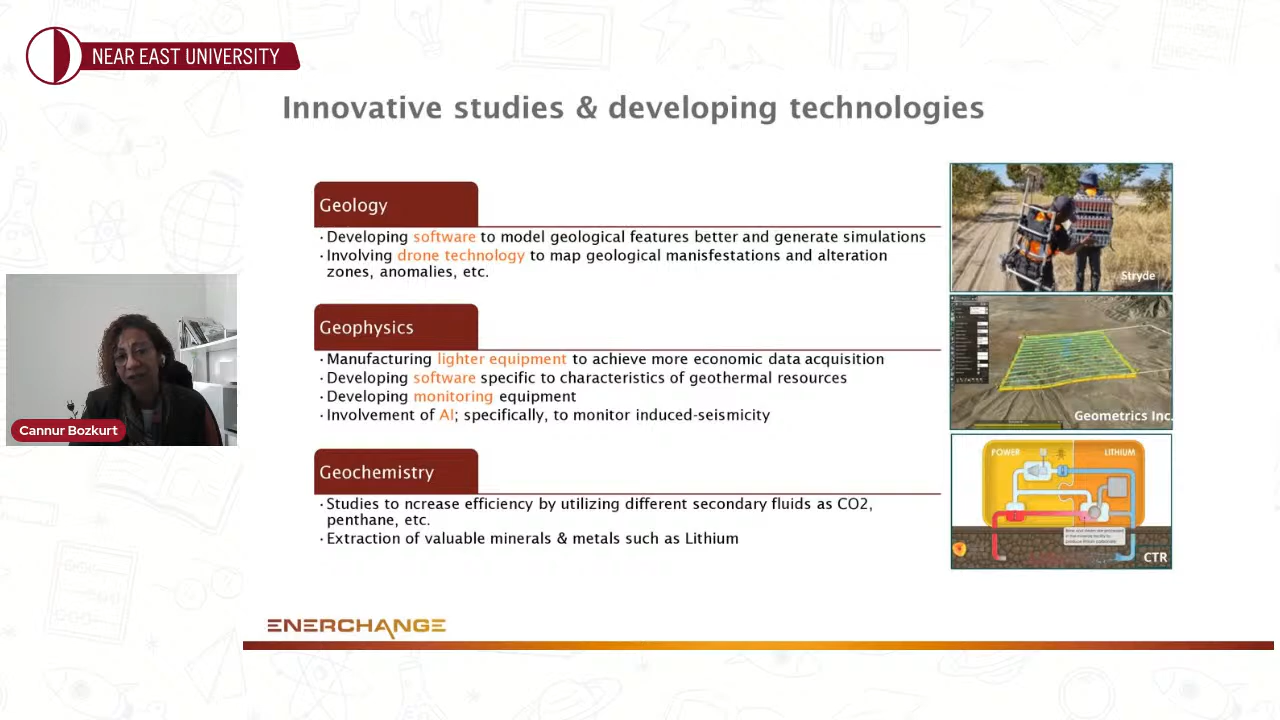 NEAR EAST UNIVERSITY
Innovative studies & developing technologies
Geology
· Developing software to model geological features better and generate simulations
· Involving drone technology to map geological manisfestations and alteration
zones, anomalies, etc.
Stryde
Geophysics
· Manufacturing lighter equipment to achieve more economic data acquisition
· Developing software specific to characteristics of geothermal resources
· Developing monitoring equipment
· Involvement of AI; specifically, to monitor induced-seismicity
Geometrics Inc.
Cannur Bozkurt
Geochemistry
· Studies to ncrease efficiency by utilizing different secondary fluids as CO2,
penthane, etc.
· Extraction of valuable minerals & metals such as Lithium
POWER
LITHIUM
CTR
ENERCHANGE